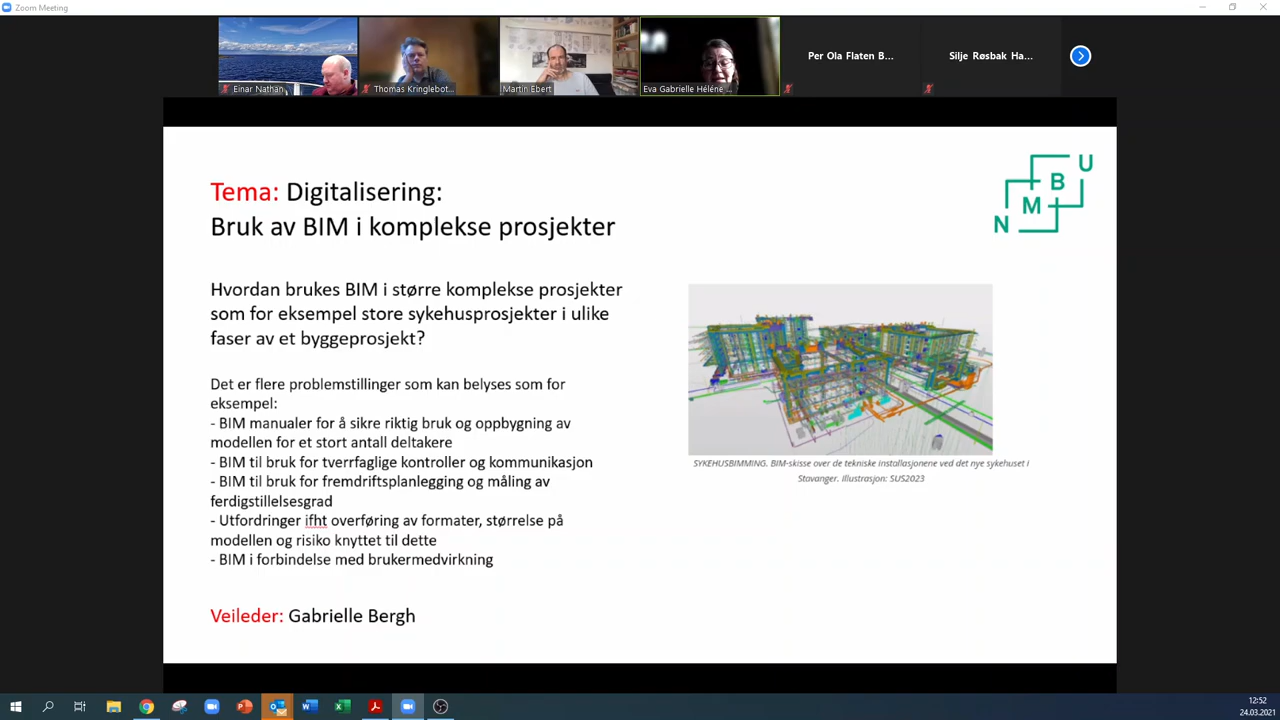 Zoom Meeting
Einar Nathan
Thomas Kringlebot...
Martin Ebert
Eva Gabrielle Héléne ...
Per Ola Flaten B...
Silje Røsbak Ha...
Tema: Digitalisering:
Bruk av BIM i komplekse prosjekter
N M B U
Hvordan brukes BIM i større komplekse prosjekter
som for eksempel store sykehusprosjekter i ulike
faser av et byggeprosjekt?
Det er flere problemstillinger som kan belyses som for
eksempel:
- BIM manualer for å sikre riktig bruk og oppbygning av
modellen for et stort antall deltakere
- BIM til bruk for tverrfaglige kontroller og kommunikasjon
- BIM til bruk for fremdriftsplanlegging og måling av
ferdigstillelsesgrad
- Utfordringer ifht overføring av formater, størrelse på
modellen og risiko knyttet til dette
- BIM i forbindelse med brukermedvirkning
SYKEHUSBIMMING. BIM-skisse over de tekniske installasjonene ved det nye sykehuset i
Stavanger. Illustrasjon: SUS2023
Veileder: Gabrielle Bergh
12:52
24.03.2021